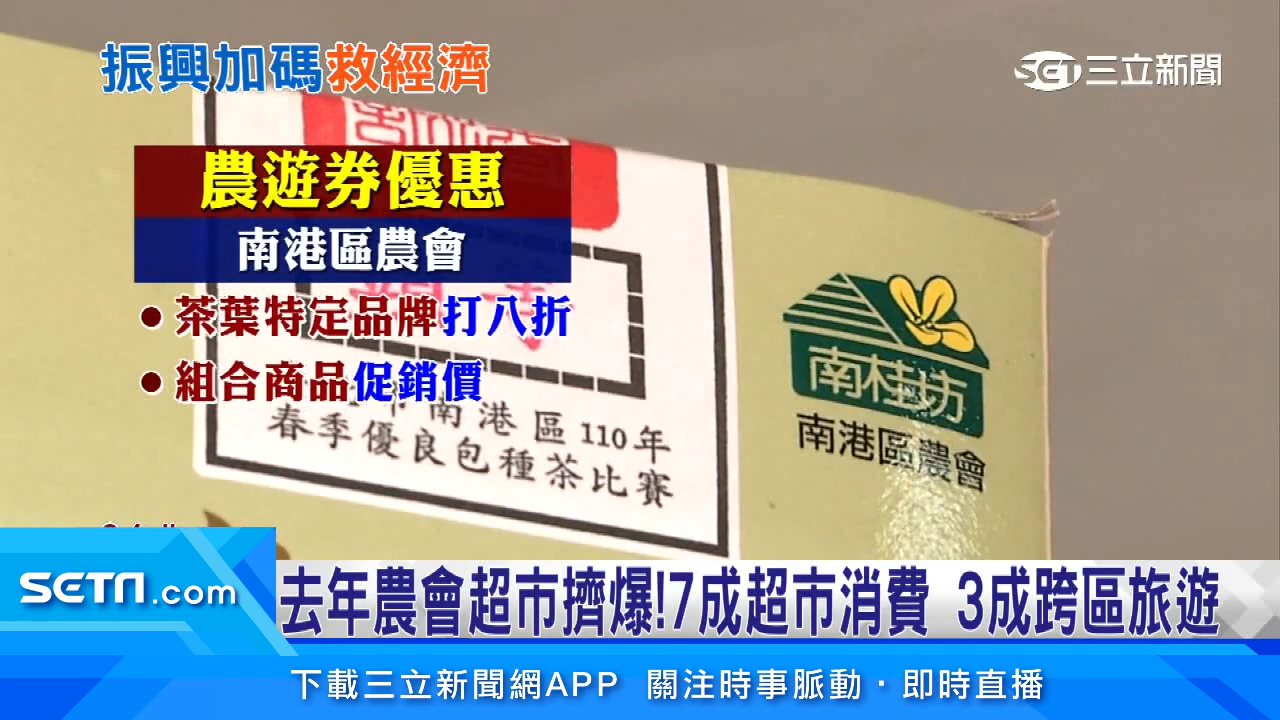 振興加碼救經濟
SET 三立新聞
農遊券優惠
南港區農會
茶葉特定品牌打八折
組合商品促銷價
市南港區110年
春季優良包種茶比賽
南桂坊
南港區農會
SETN.com
去年農會超市擠爆!7成超市消費 3成跨區旅遊
下載三立新聞網APP 關注時事脈動·即時直播